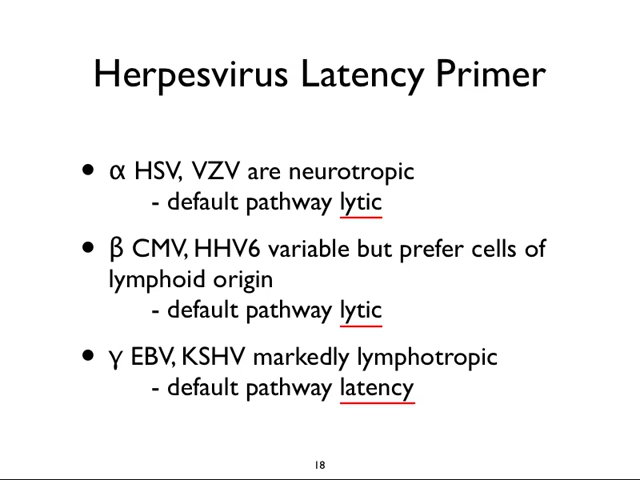 Herpesvirus Latency Primer
• α HSV, VZV are neurotropic
- default pathway lytic
• β CMV, HHV6 variable but prefer cells of
lymphoid origin
- default pathway lytic
• γ EBV, KSHV markedly lymphotropic
- default pathway latency
18